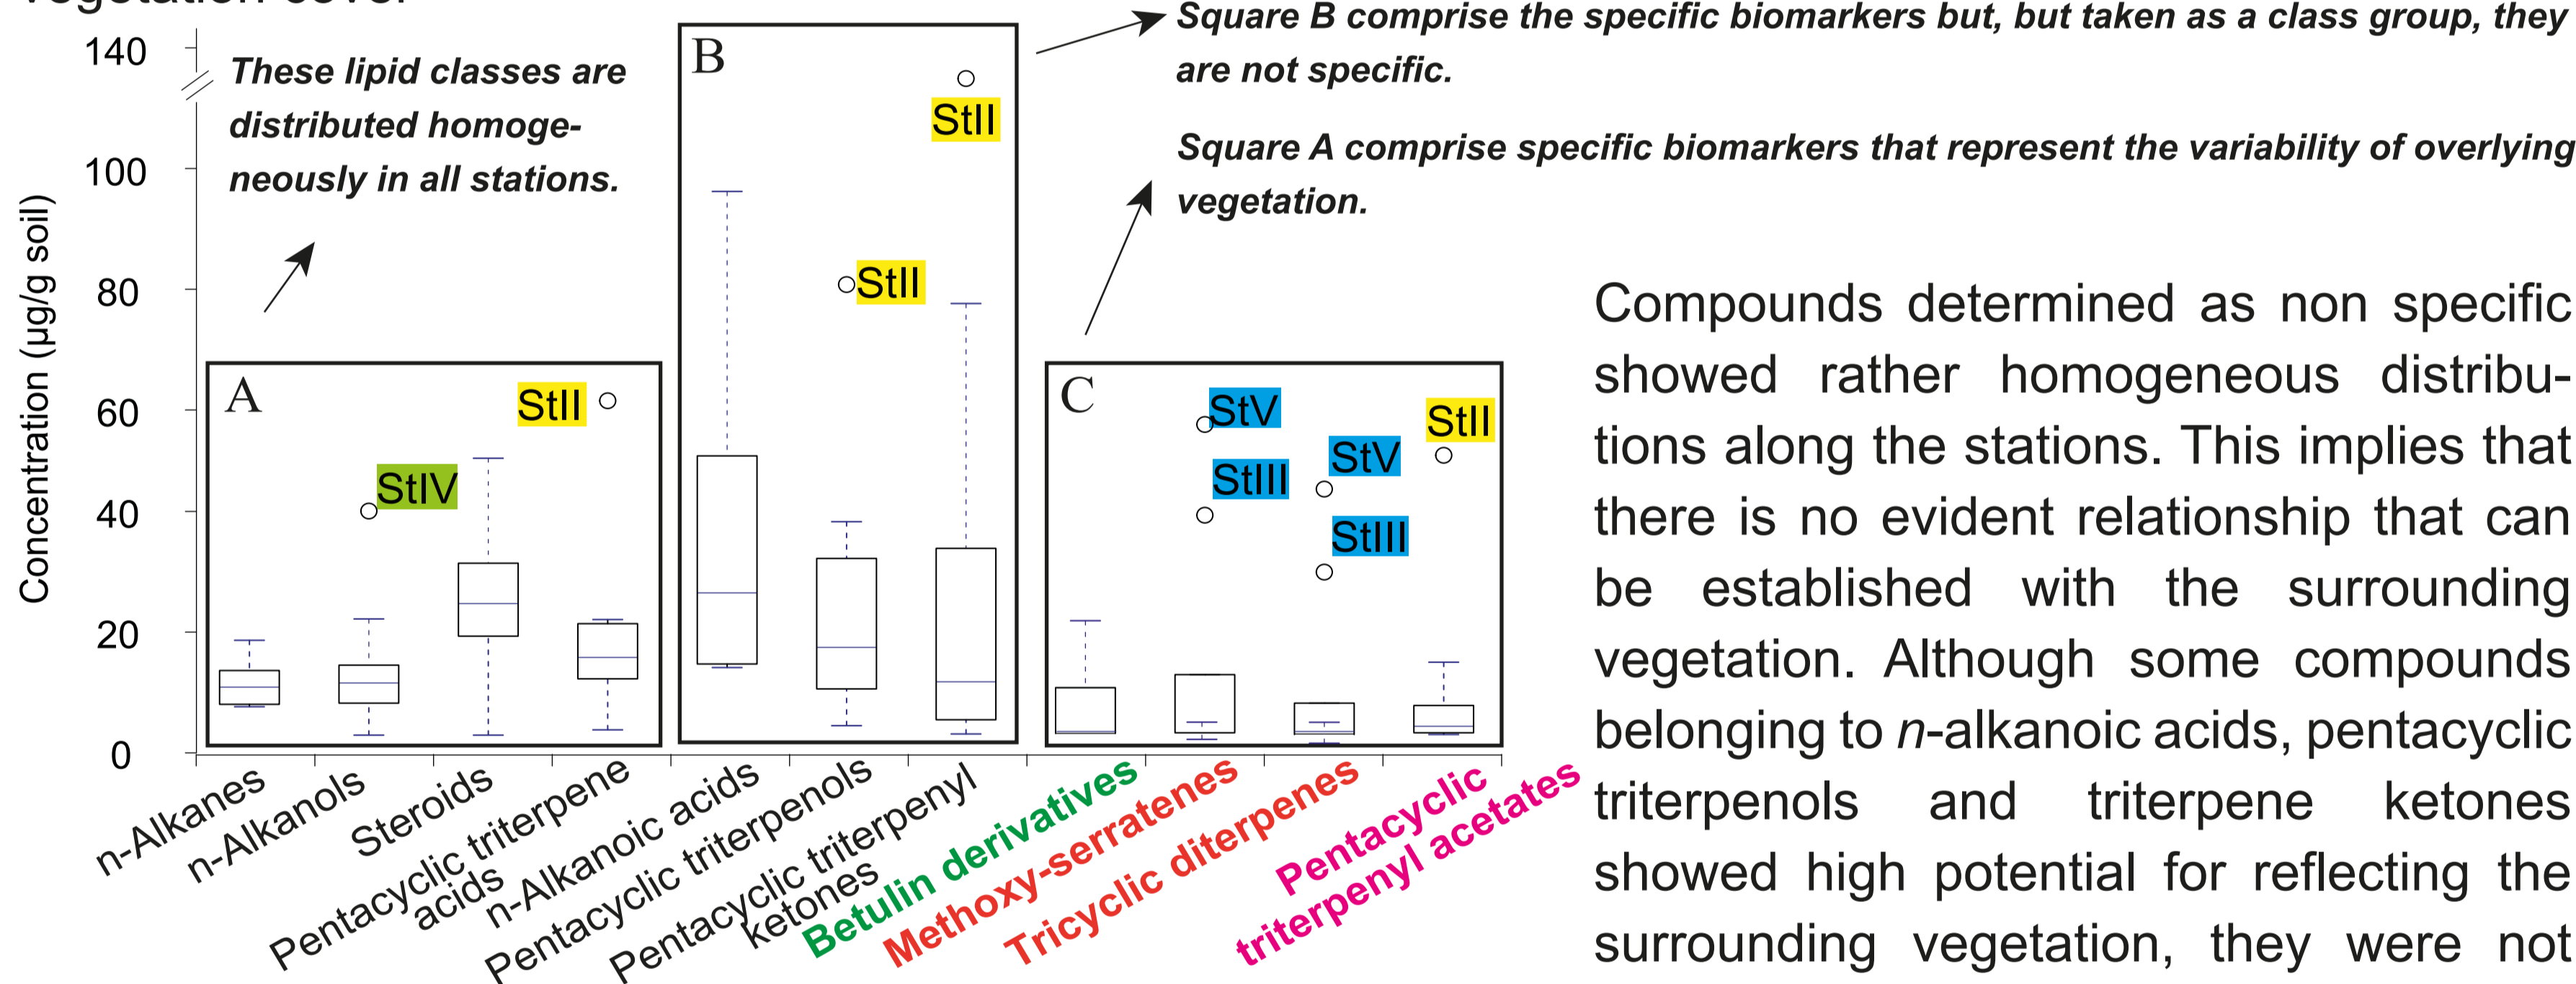 140
100
80
60
40
20
0
Concentration (µg/g soil)
These lipid classes are
distributed homoge-
neously in all stations.
A
StIV
StII
B
StII
StII
C
StV
StIII
StV
StIII
StII
n-Alkanes
n-Alkanols
Steroids
Pentacyclic triterpene
acids
n-Alkanoic acids
Pentacyclic triterpenols
Pentacyclic triterpenyl
ketones
Betulin derivatives
Methoxy-serratenes
Tricyclic diterpenes
Pentacyclic
triterpenyl acetates
Square B comprise the specific biomarkers but, but taken as a class group, they
are not specific.
Square A comprise specific biomarkers that represent the variability of overlying
vegetation.
Compounds determined as non specific
showed rather homogeneous distribu-
tions along the stations. This implies that
there is no evident relationship that can
be established with the surrounding
vegetation. Although some compounds
belonging to n-alkanoic acids, pentacyclic
triterpenols and triterpene ketones
showed high potential for reflecting the
surrounding vegetation, they were not